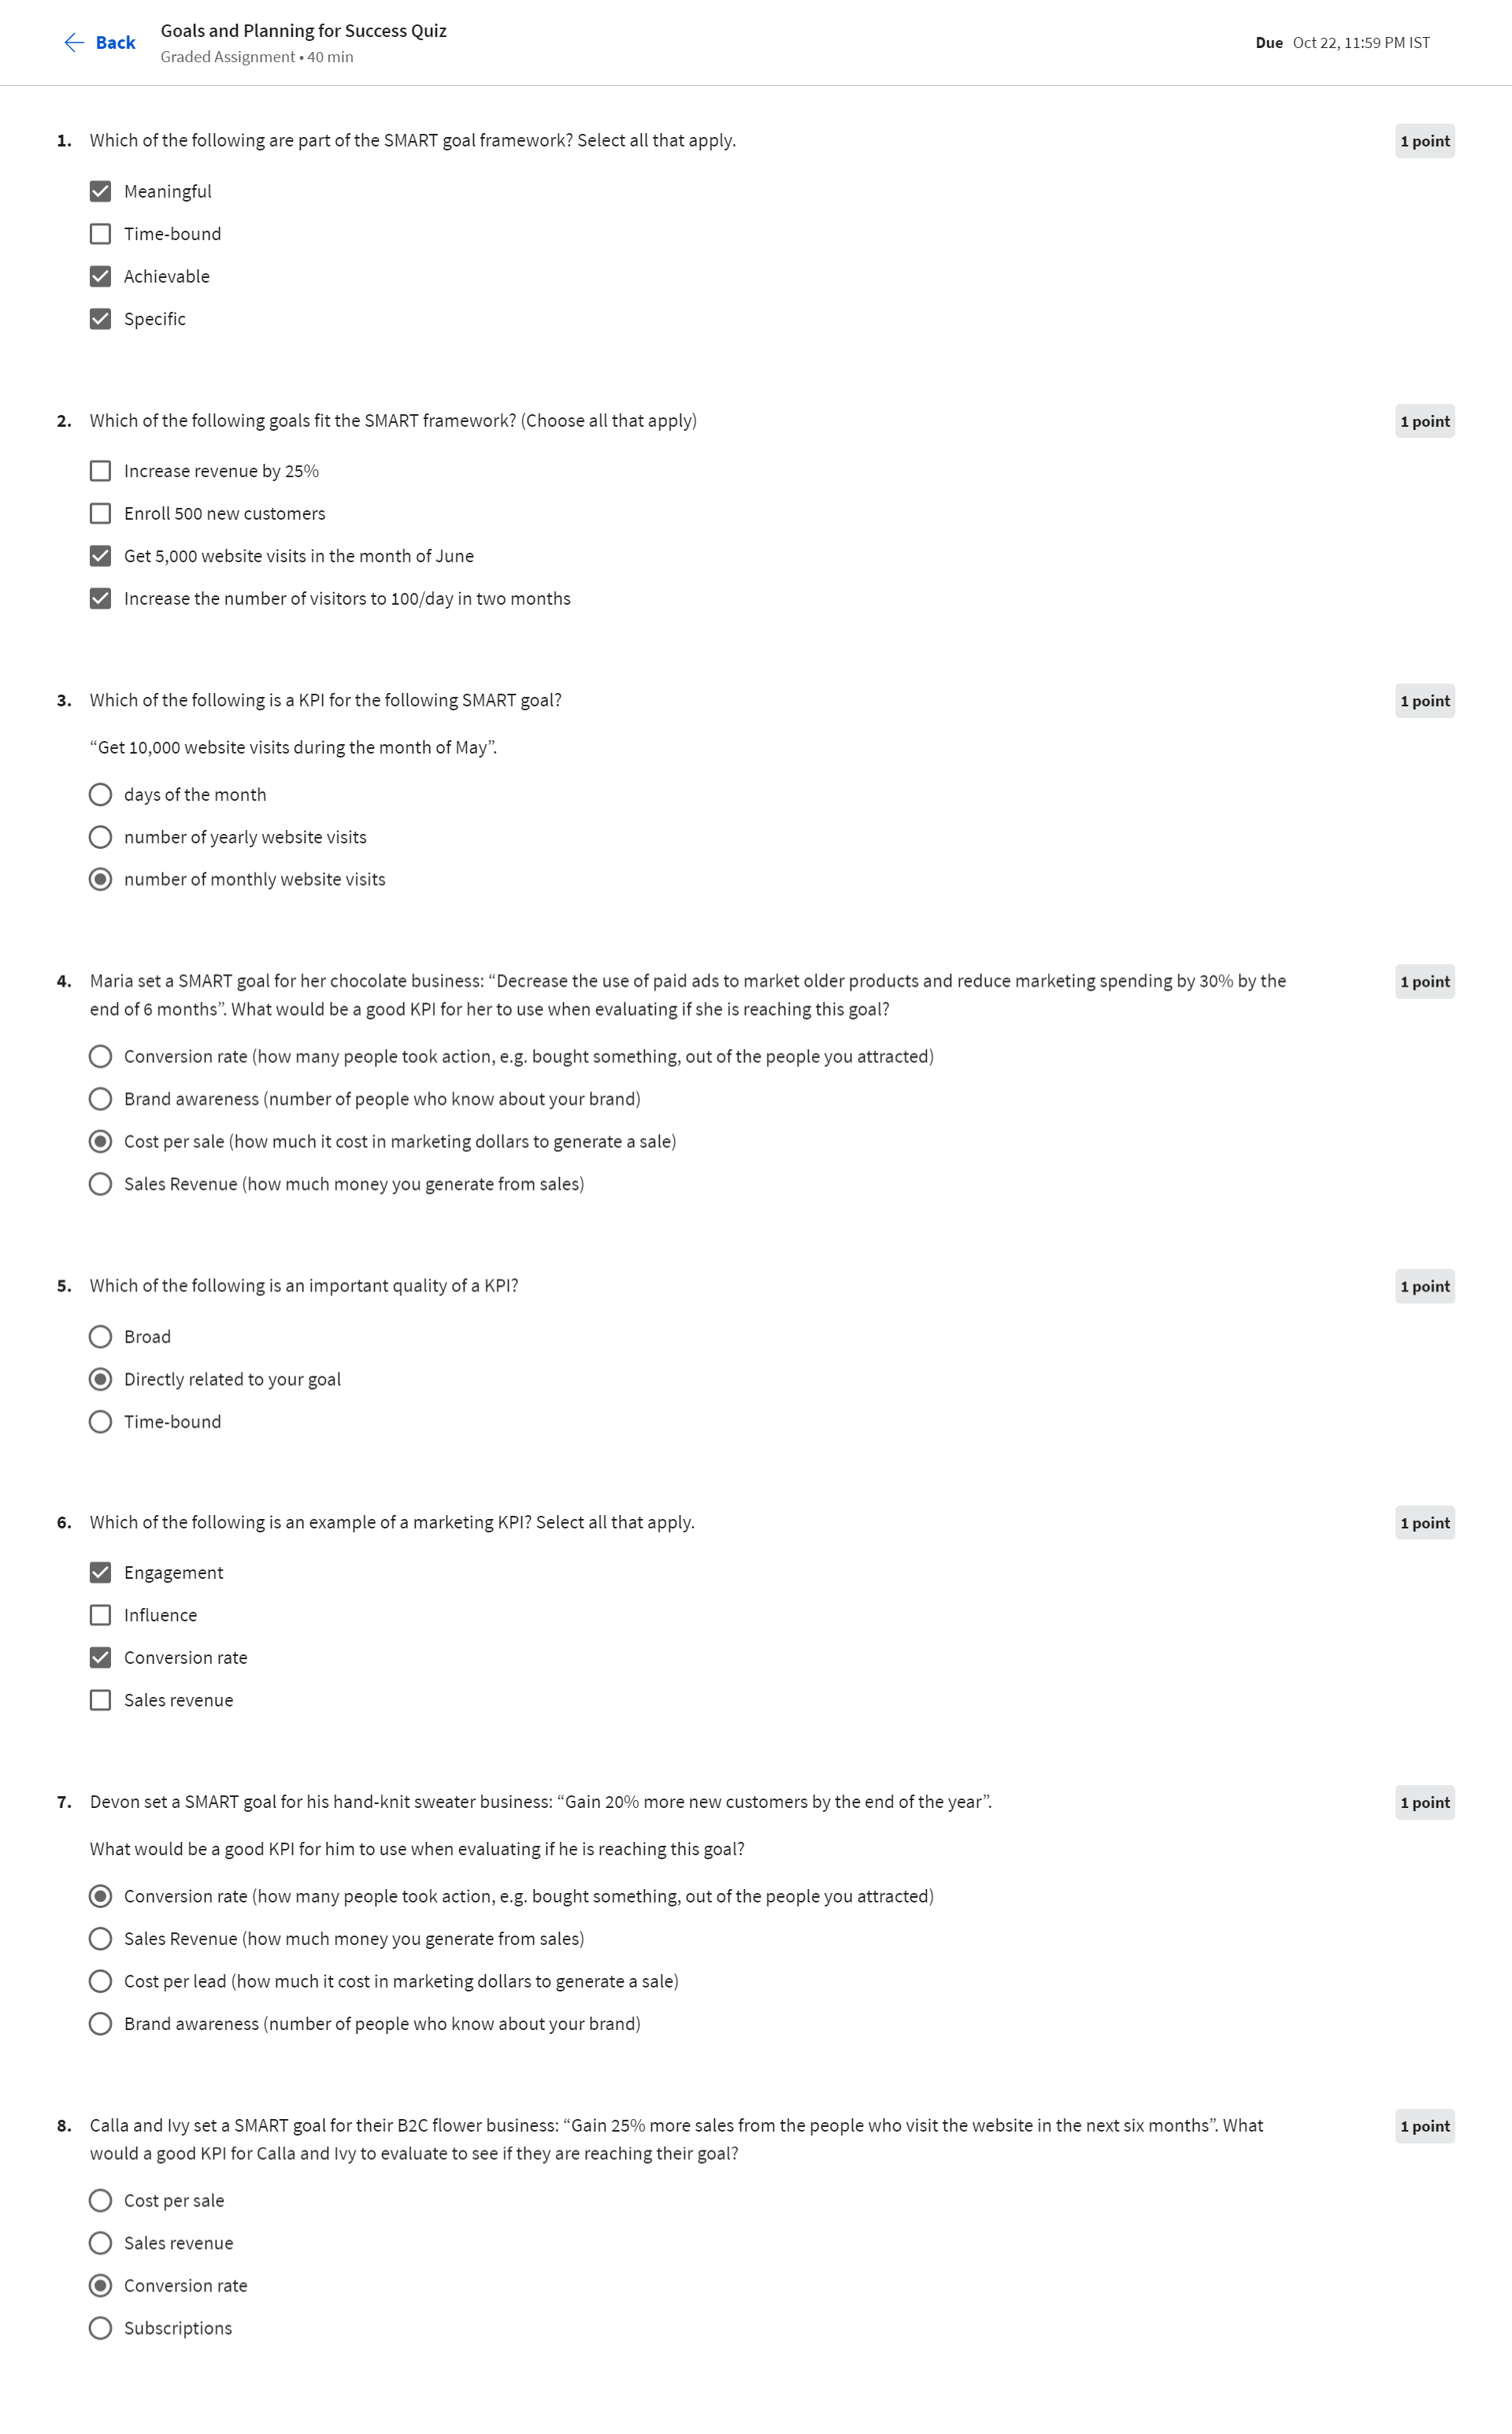 Back
Goals and Planning for Success Quiz
Graded Assignment • 40 min
Due Oct 22, 11:59 PM IST
1. Which of the following are part of the SMART goal framework? Select all that apply.
1 point
Meaningful
Time-bound
Achievable
Specific
2. Which of the following goals fit the SMART framework? (Choose all that apply)
1 point
Increase revenue by 25%
Enroll 500 new customers
Get 5,000 website visits in the month of June
Increase the number of visitors to 100/day in two months
3. Which of the following is a KPI for the following SMART goal?
1 point
“Get 10,000 website visits during the month of May”.
days of the month
number of yearly website visits
number of monthly website visits
4. Maria set a SMART goal for her chocolate business: “Decrease the use of paid ads to market older products and reduce marketing spending by 30% by the
1 point
end of 6 months”. What would be a good KPI for her to use when evaluating if she is reaching this goal?
Conversion rate (how many people took action, e.g. bought something, out of the people you attracted)
Brand awareness (number of people who know about your brand)
Cost per sale (how much it cost in marketing dollars to generate a sale)
Sales Revenue (how much money you generate from sales)
5. Which of the following is an important quality of a KPI?
1 point
Broad
Directly related to your goal
Time-bound
6. Which of the following is an example of a marketing KPI? Select all that apply.
1 point
Engagement
Influence
Conversion rate
Sales revenue
7. Devon set a SMART goal for his hand-knit sweater business: “Gain 20% more new customers by the end of the year”.
1 point
What would be a good KPI for him to use when evaluating if he is reaching this goal?
Conversion rate (how many people took action, e.g. bought something, out of the people you attracted)
Sales Revenue (how much money you generate from sales)
Cost per lead (how much it cost in marketing dollars to generate a sale)
Brand awareness (number of people who know about your brand)
8. Calla and Ivy set a SMART goal for their B2C flower business: “Gain 25% more sales from the people who visit the website in the next six months”. What
1 point
would a good KPI for Calla and Ivy to evaluate to see if they are reaching their goal?
Cost per sale
Sales revenue
Conversion rate
Subscriptions